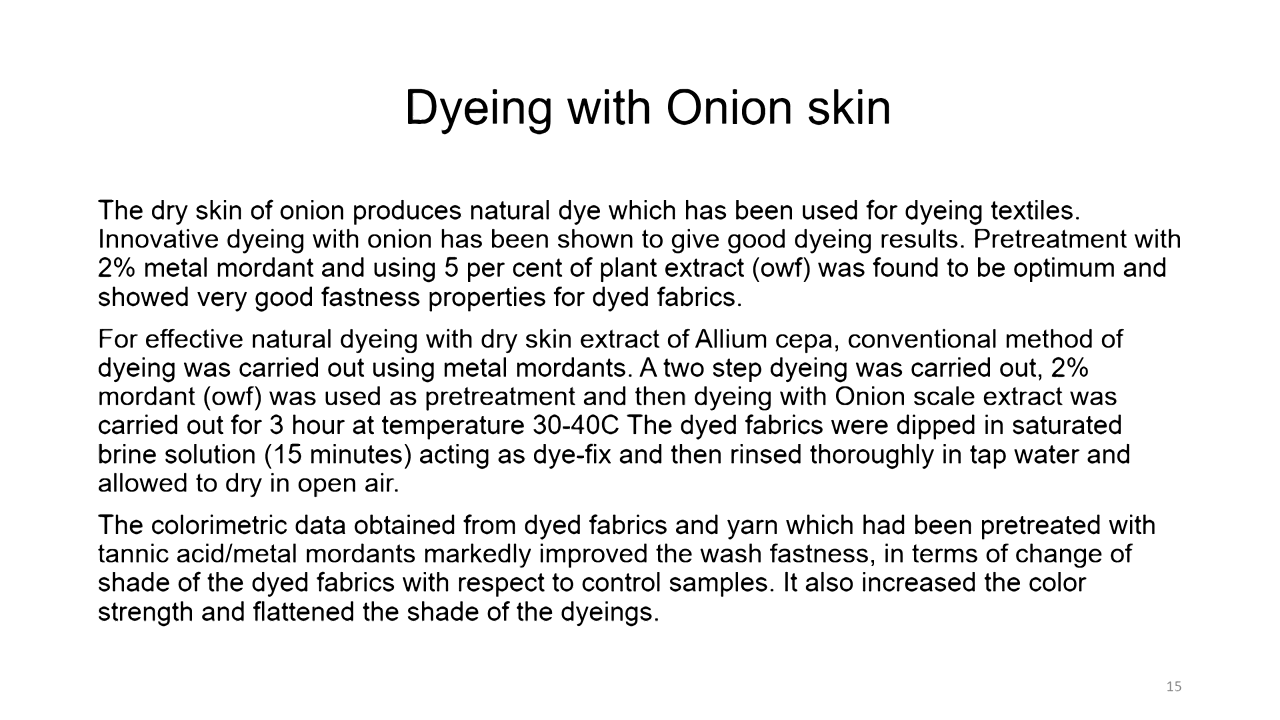 Dyeing with Onion skin
The dry skin of onion produces natural dye which has been used for dyeing textiles.
Innovative dyeing with onion has been shown to give good dyeing results. Pretreatment with
2% metal mordant and using 5 per cent of plant extract (owf) was found to be optimum and
showed very good fastness properties for dyed fabrics.
For effective natural dyeing with dry skin extract of Allium cepa, conventional method of
dyeing was carried out using metal mordants. A two step dyeing was carried out, 2%
mordant (owf) was used as pretreatment and then dyeing with Onion scale extract was
carried out for 3 hour at temperature 30-40C The dyed fabrics were dipped in saturated
brine solution (15 minutes) acting as dye-fix and then rinsed thoroughly in tap water and
allowed to dry in open air.
The colorimetric data obtained from dyed fabrics and yarn which had been pretreated with
tannic acid/metal mordants markedly improved the wash fastness, in terms of change of
shade of the dyed fabrics with respect to control samples. It also increased the color
strength and flattened the shade of the dyeings.
15